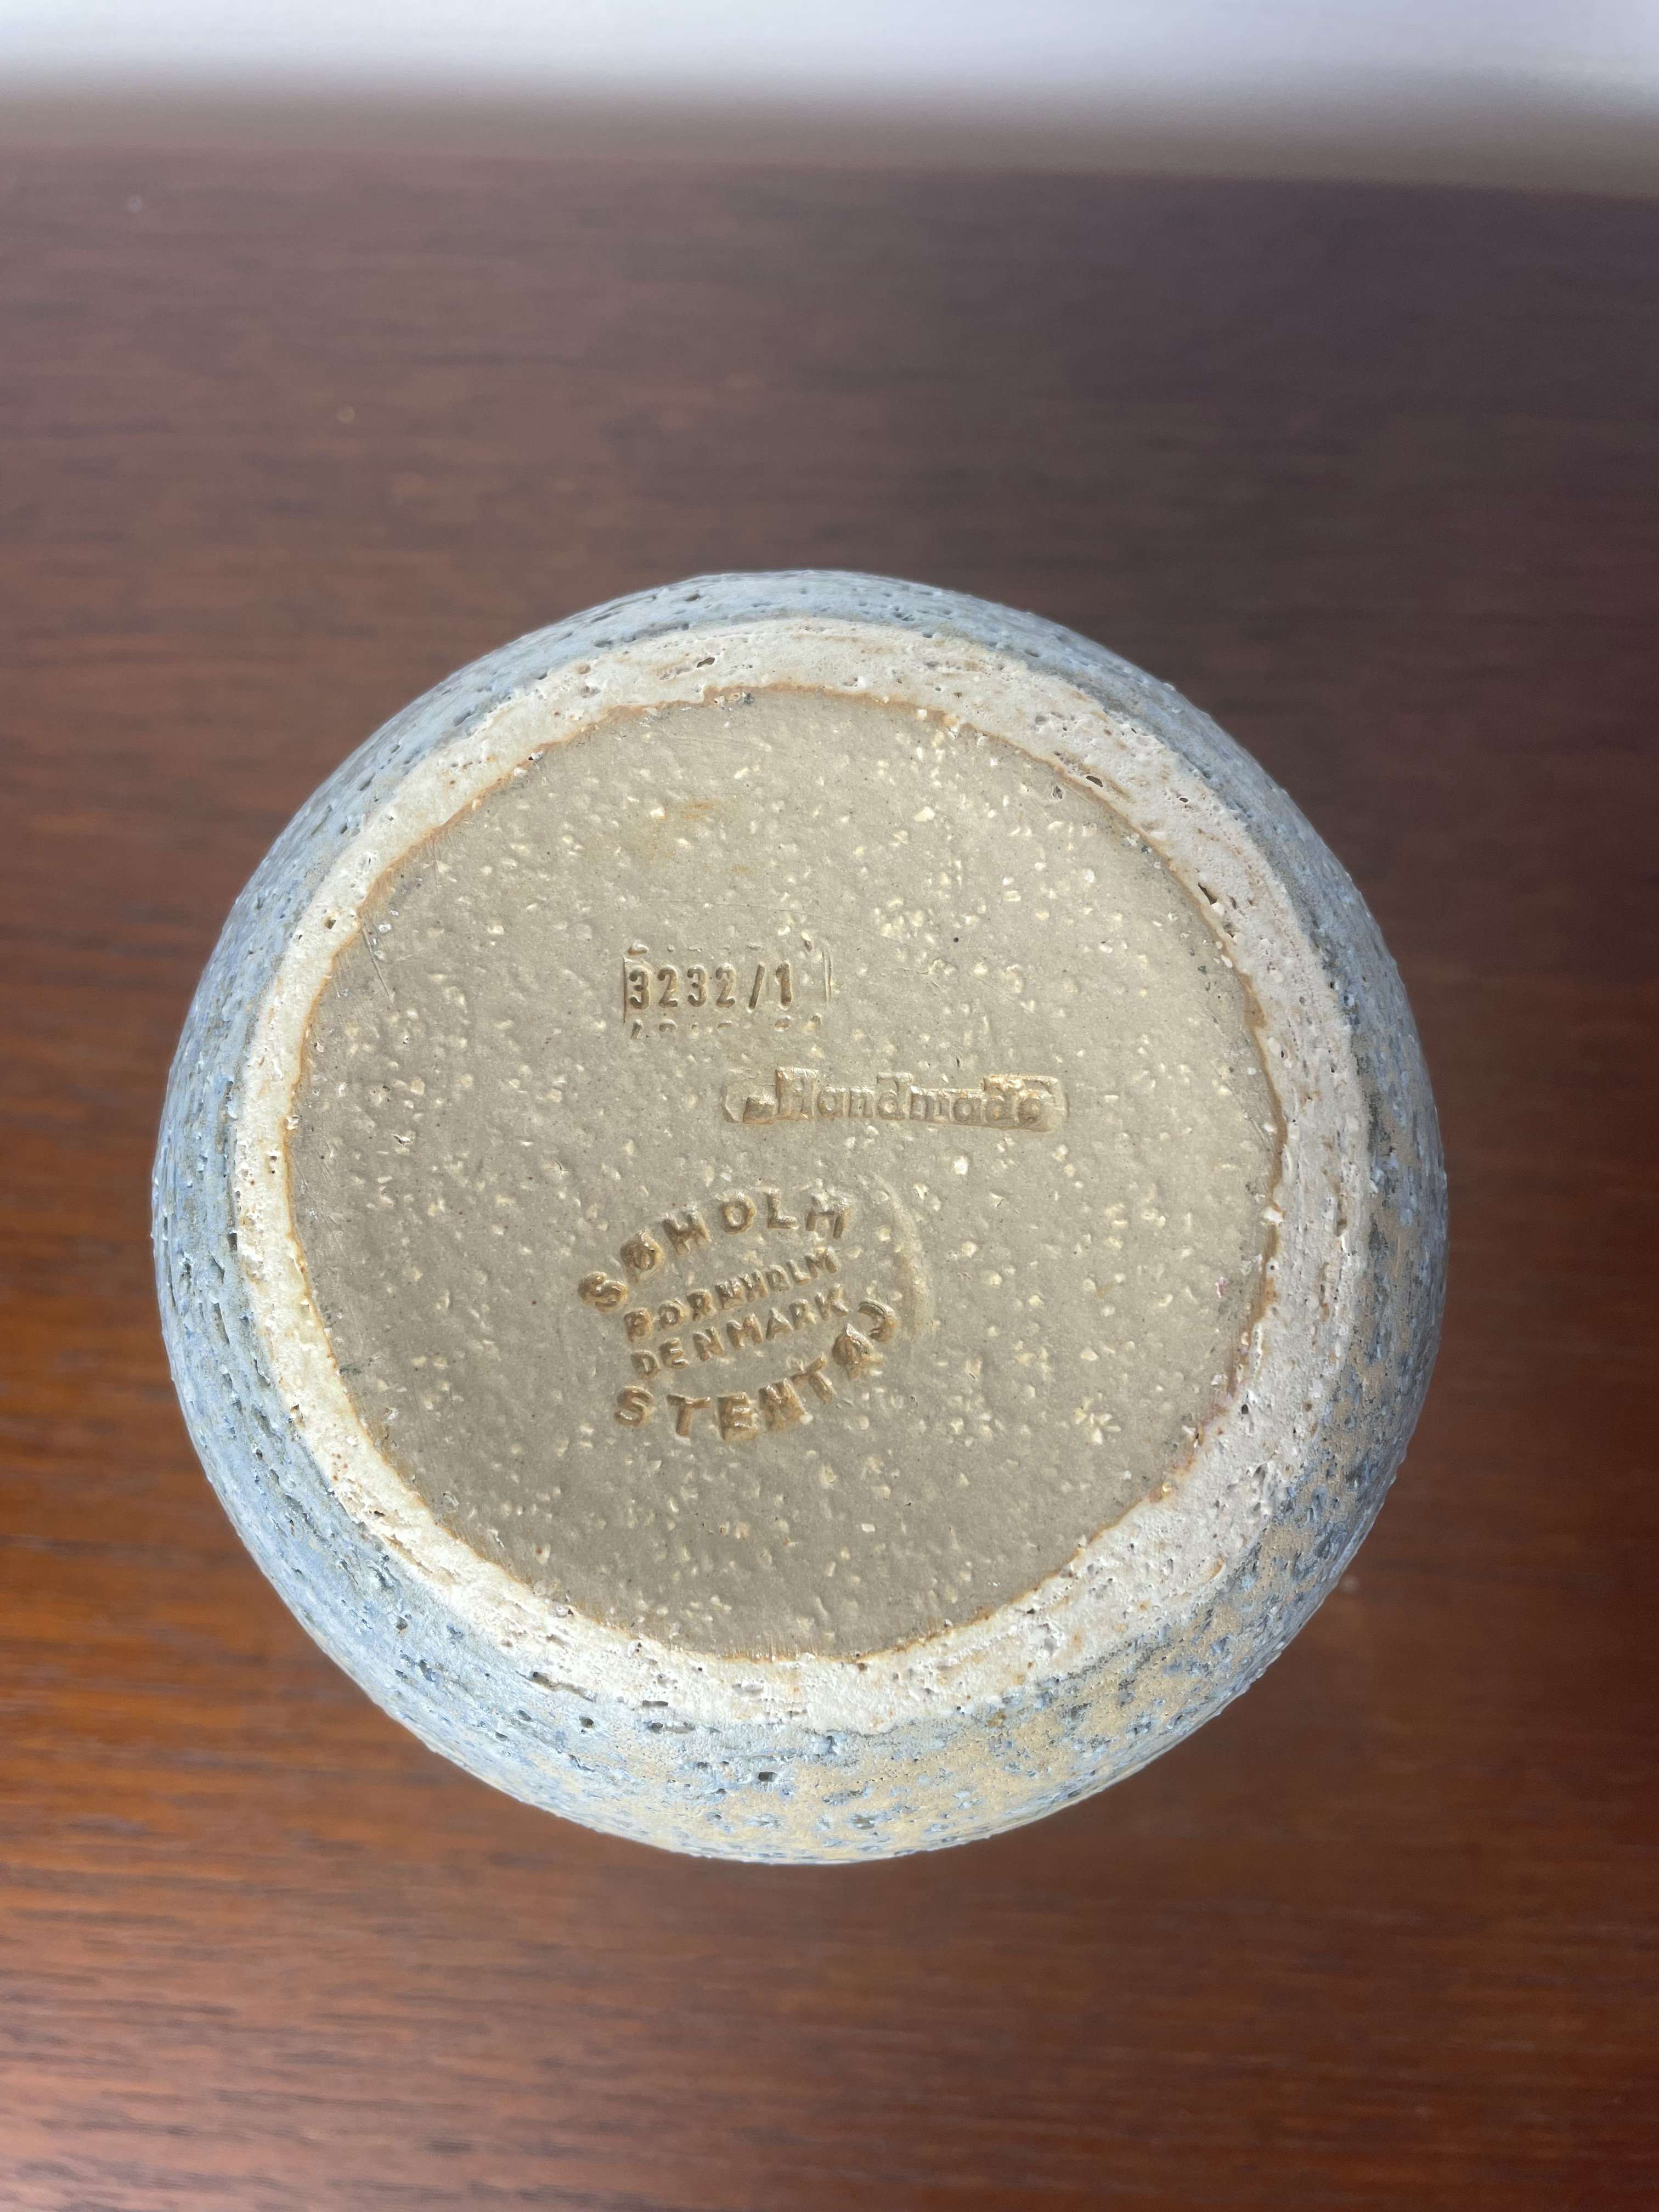 3232/1
Handmade
SØHOLM
BORNHOLM
DENMARK
STENTØJ